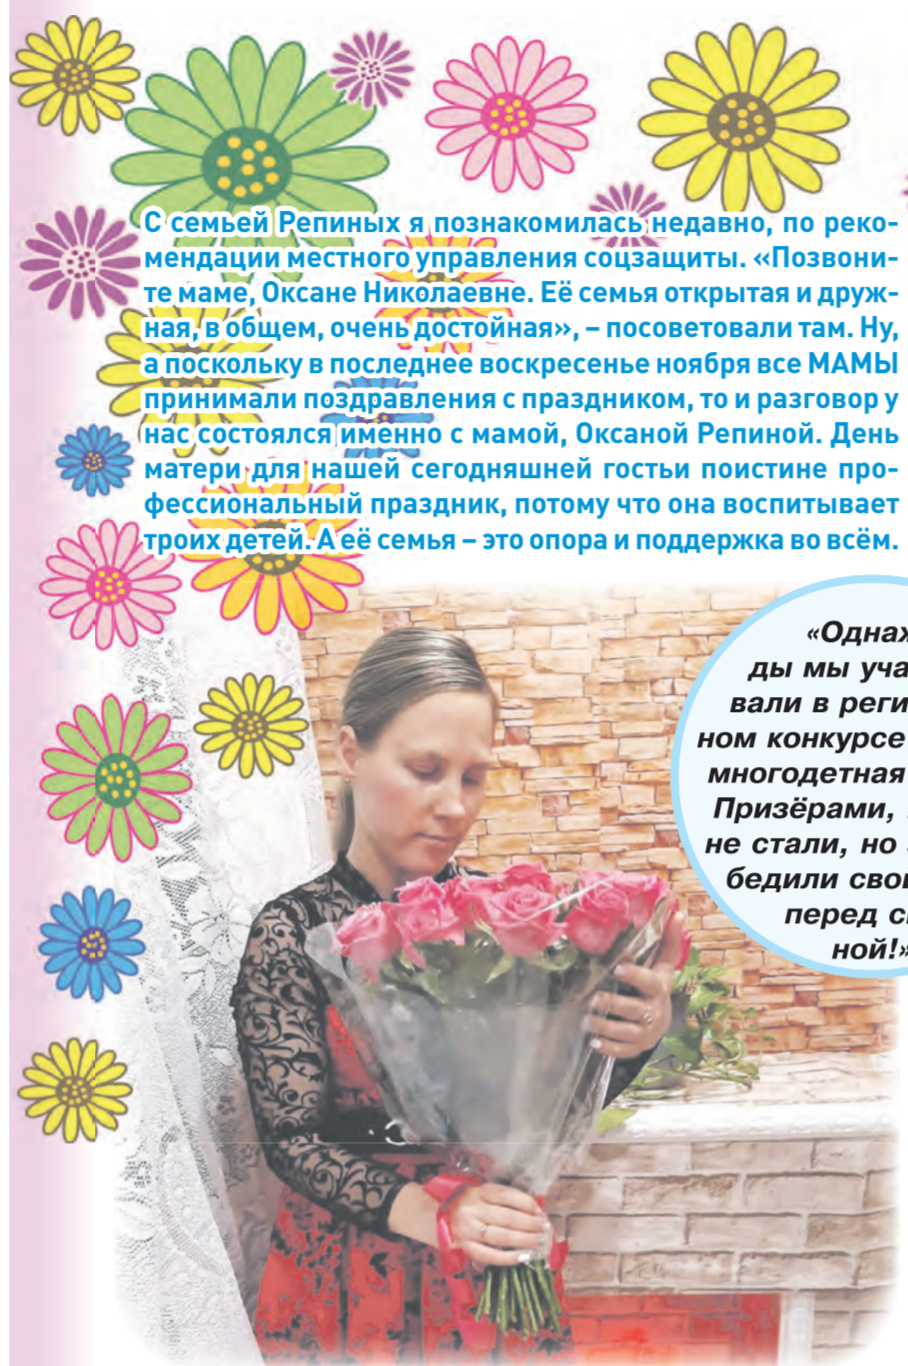 С семьей Репиных я познакомилась недавно, по реко-
мендации местного управления соцзащиты. «Позвони-
те маме, Оксане Николаевне. Её семья открытая и друж-
ная, в общем, очень достойная», – посоветовали там. Ну,
а поскольку в последнее воскресенье ноября все МАМЫ
принимали поздравления с праздником, то и разговор у
нас состоялся именно с мамой, Оксаной Репиной. День
матери для нашей сегодняшней гостьи поистине про-
фессиональный праздник, потому что она воспитывает
троих детей. А её семья – это опора и поддержка во всём.
«Однаж
ды мы уча
вали в реги
ном конкурсе
многодетная
Призёрами,
не стали, но
бедили свой
перед с
ной!»